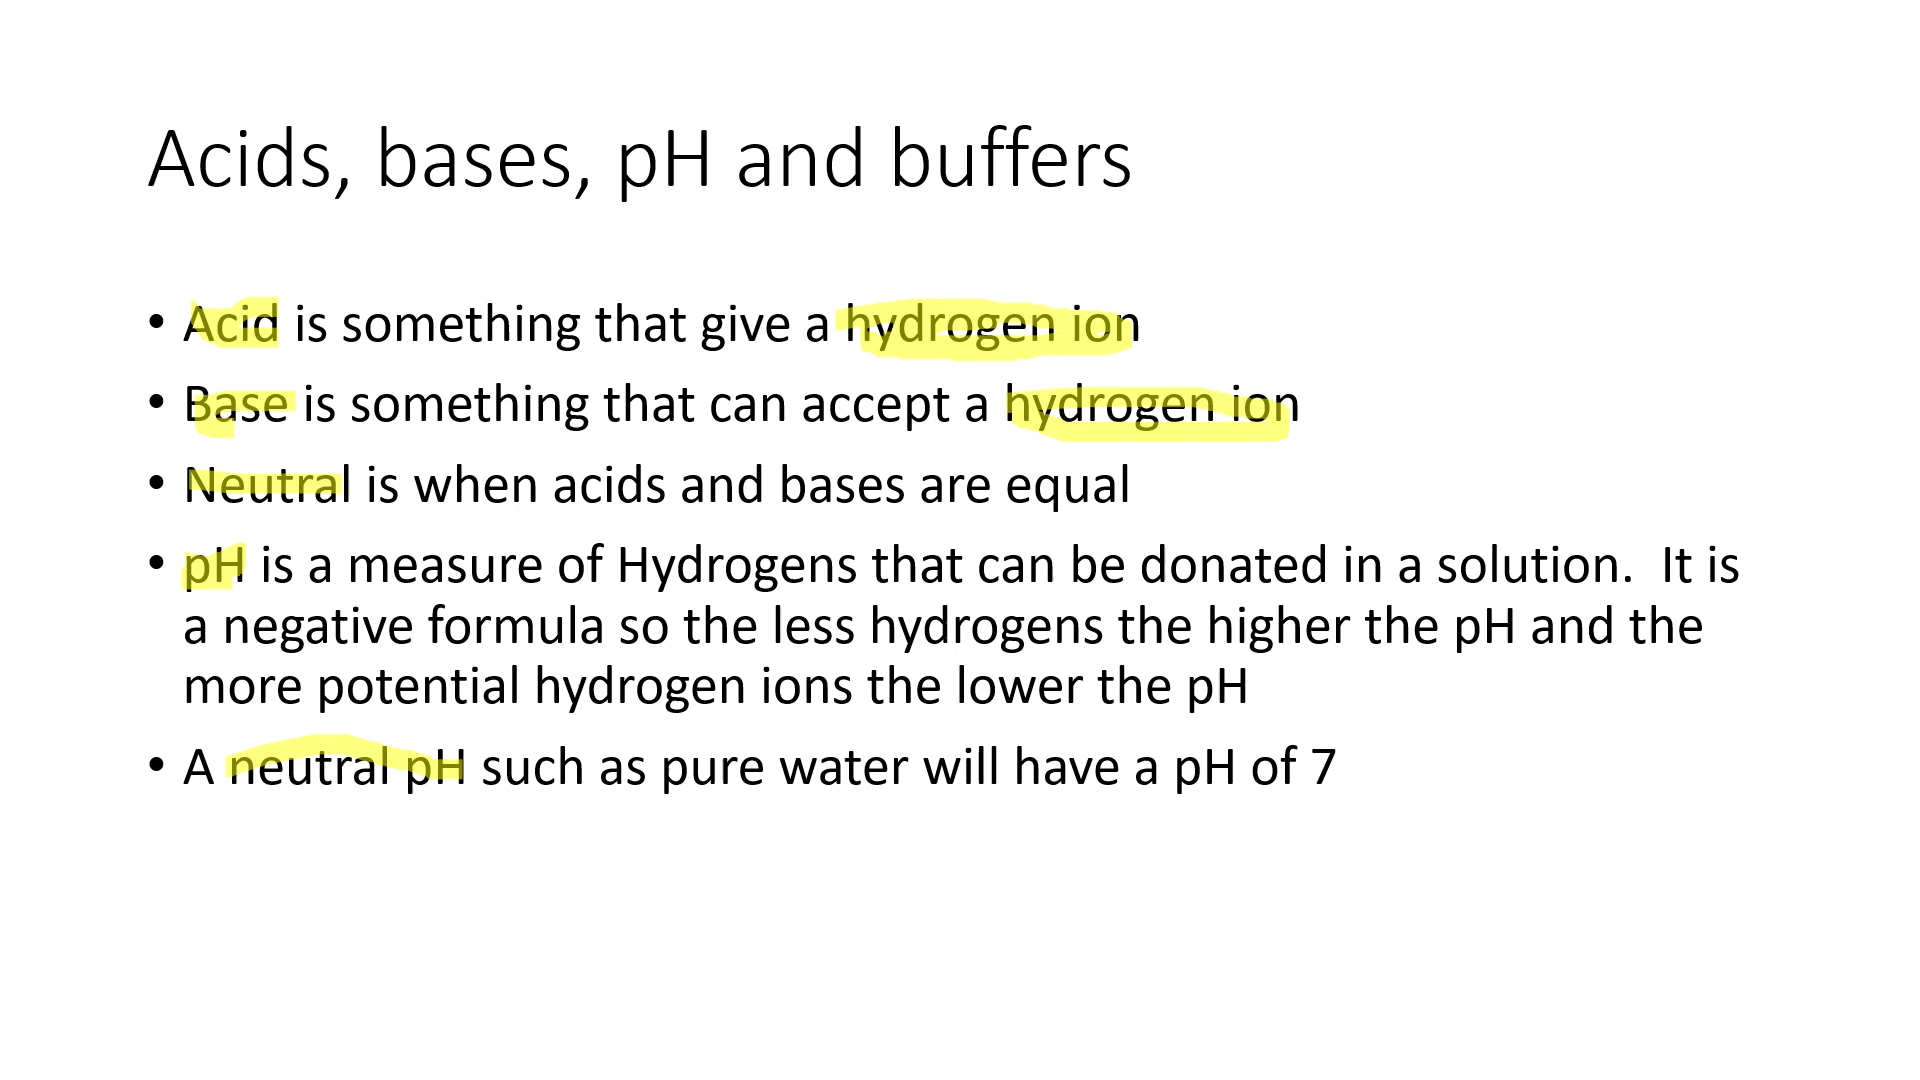 Acids, bases, pH and buffers
• Acid is something that give a hydrogen ion
• Base is something that can accept a hydrogen ion
• Neutral is when acids and bases are equal
• pH is a measure of Hydrogens that can be donated in a solution.  It is
a negative formula so the less hydrogens the higher the pH and the
more potential hydrogen ions the lower the pH
• A neutral pH such as pure water will have a pH of 7